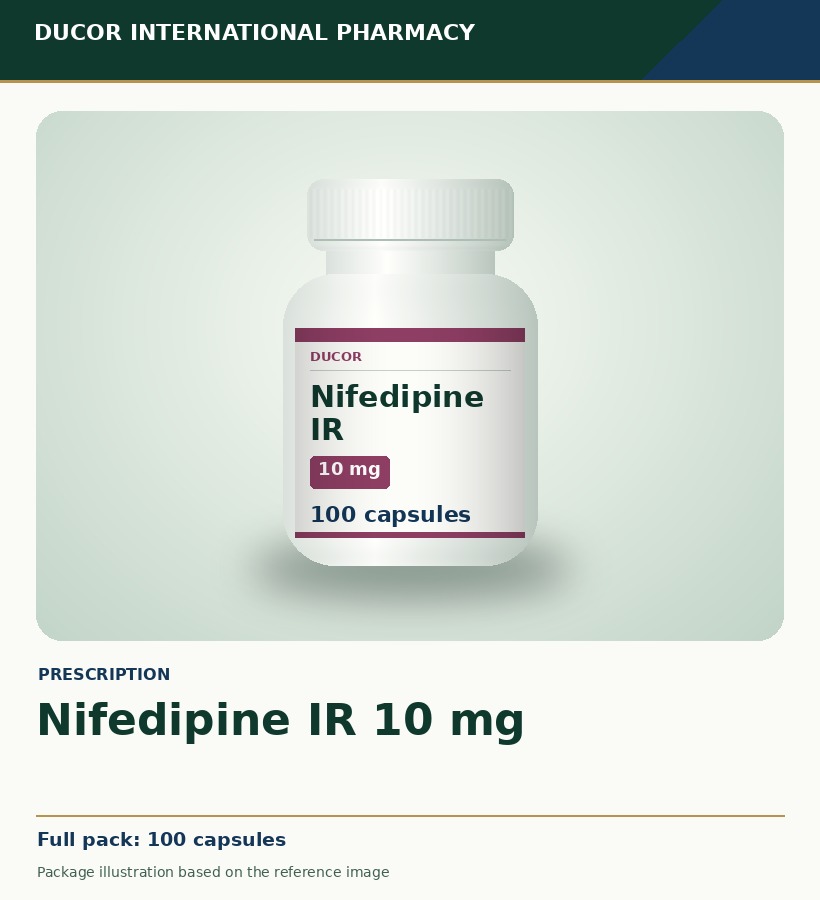 DUCOR INTERNATIONAL PHARMACY
DUCOR
Nifedipine
IR
10 mg
100 capsules
PRESCRIPTION
Nifedipine IR 10 mg
Full pack: 100 capsules
Package illustration based on the reference image